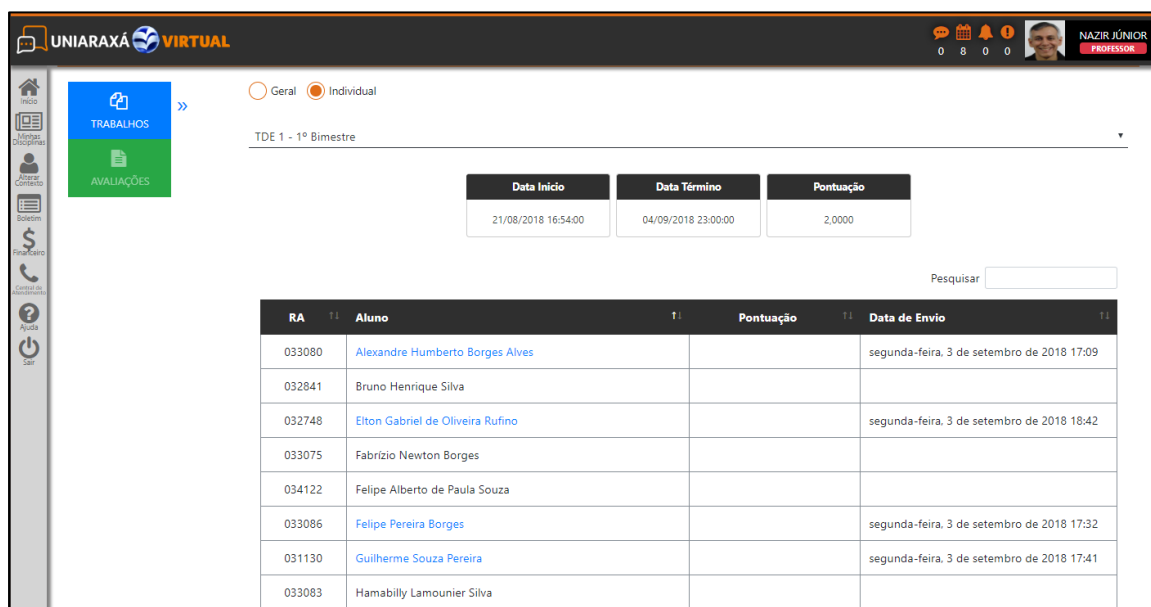 UNIARAXÁ VIRTUAL
0 8 0 0
NAZIR JÚNIOR
PROFESSOR
Início
Minhas Disciplinas
Alterar Contexto
Boletim
Financeiro
Central de Atendimento
Ajuda
Sair
TRABALHOS
»
AVALIAÇÕES
Geral Individual
TDE 1 - 1º Bimestre
Data Inicio Data Término Pontuação
21/08/2018 16:54:00 04/09/2018 23:00:00 2,0000
Pesquisar
RA Aluno Pontuação Data de Envio
033080 Alexandre Humberto Borges Alves segunda-feira, 3 de setembro de 2018 17:09
032841 Bruno Henrique Silva
032748 Elton Gabriel de Oliveira Rufino segunda-feira, 3 de setembro de 2018 18:42
033075 Fabrízio Newton Borges
034122 Felipe Alberto de Paula Souza
033086 Felipe Pereira Borges segunda-feira, 3 de setembro de 2018 17:32
031130 Guilherme Souza Pereira segunda-feira, 3 de setembro de 2018 17:41
033083 Hamabilly Lamounier Silva